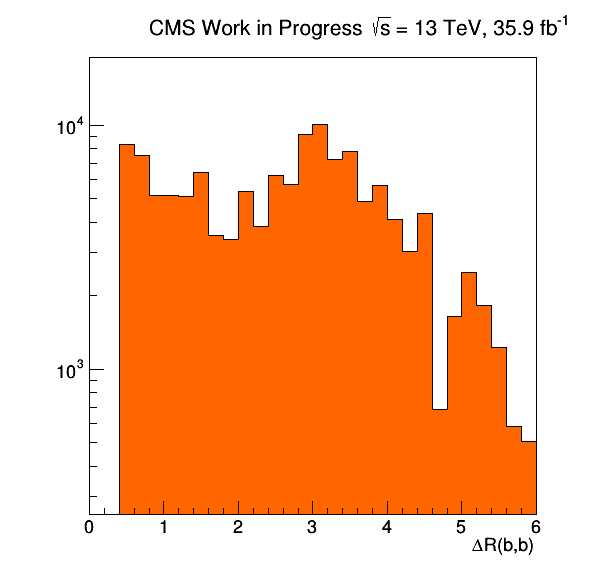 CMS Work in Progress √s = 13 TeV, 35.9 fb⁻¹
10⁴
10³
0 1 2 3 4 5 6
ΔR(b,b)